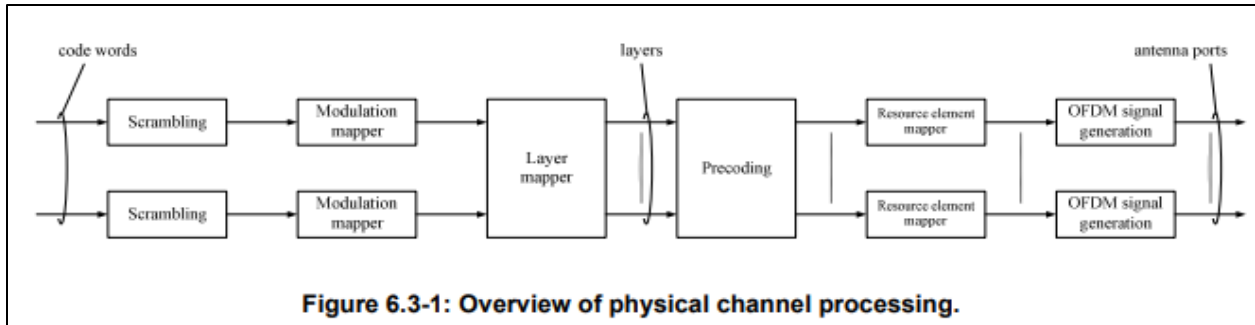 code words
layers
antenna ports
Scrambling
Modulation
mapper
Layer
mapper
Precoding
Resource element
mapper
OFDM signal
generation
Scrambling
Modulation
mapper
Resource element
mapper
OFDM signal
generation
Figure 6.3-1: Overview of physical channel processing.